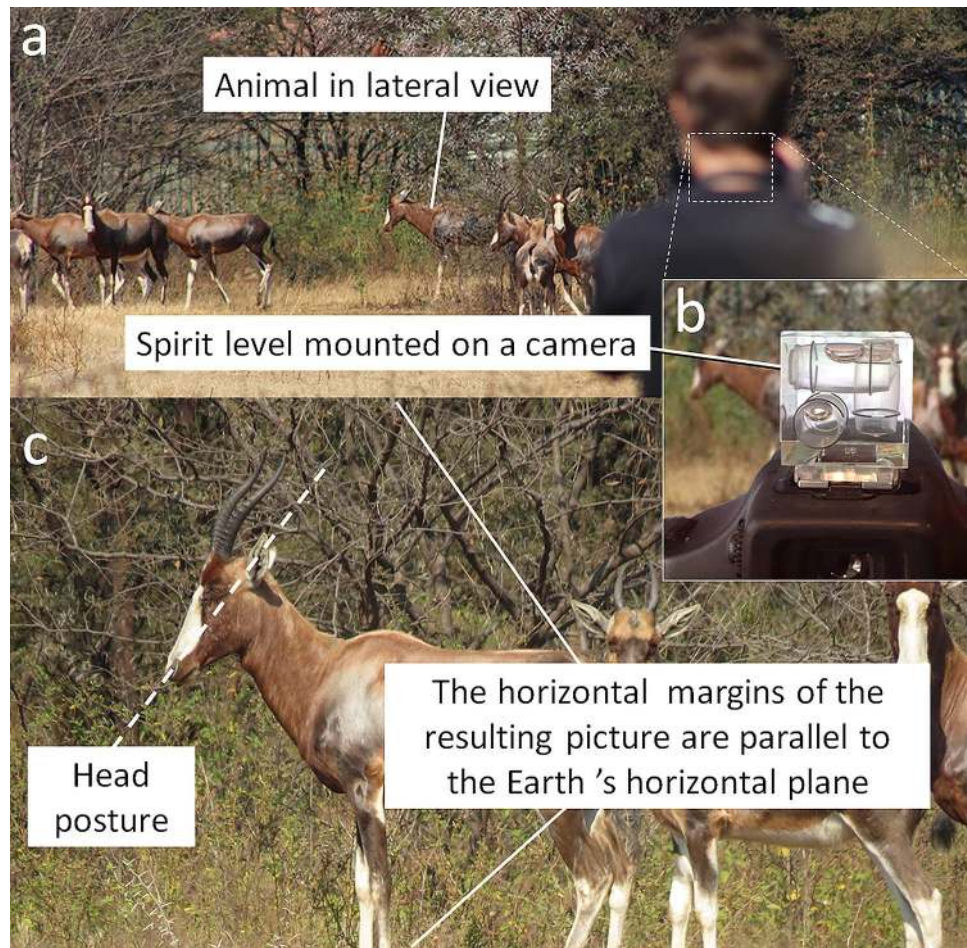 a
Animal in lateral view
Spirit level mounted on a camera
b
c
Head
posture
The horizontal margins of the
resulting picture are parallel to
the Earth 's horizontal plane